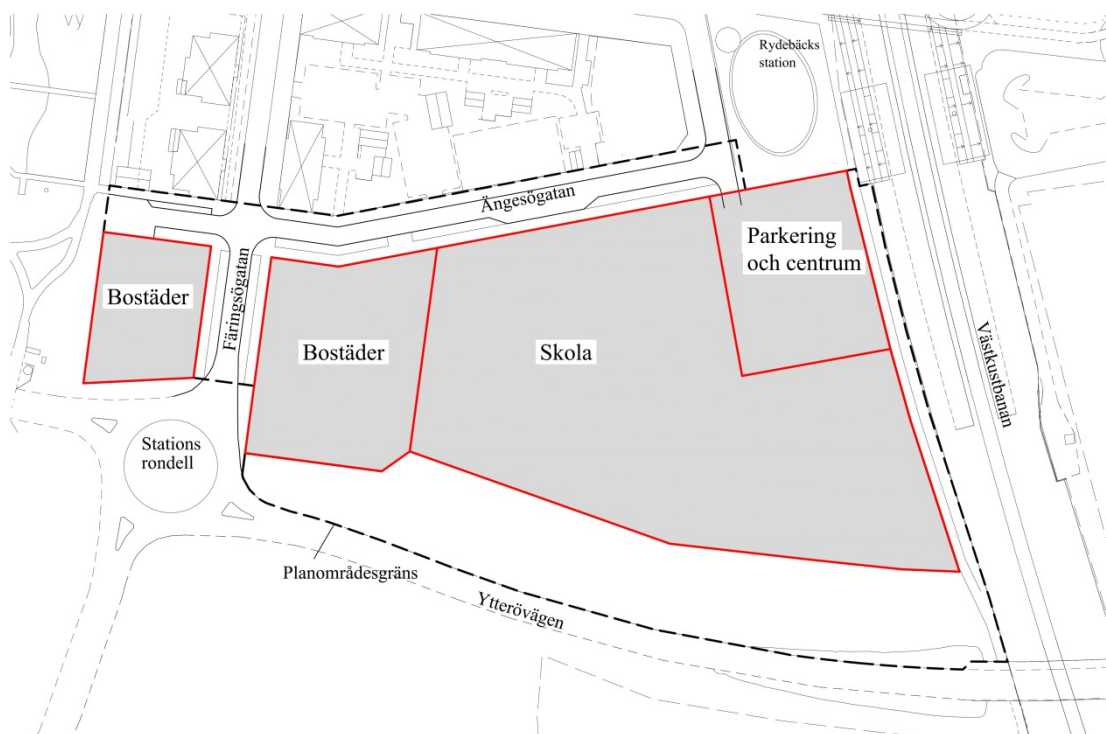 Rydebäcks
station
Ängesögatan
Parkering
och centrum
Bostäder
Färingsögatan
Bostäder
Skola
Västkustbanan
Stations
rondell
Planområdesgräns
Ytterövägen